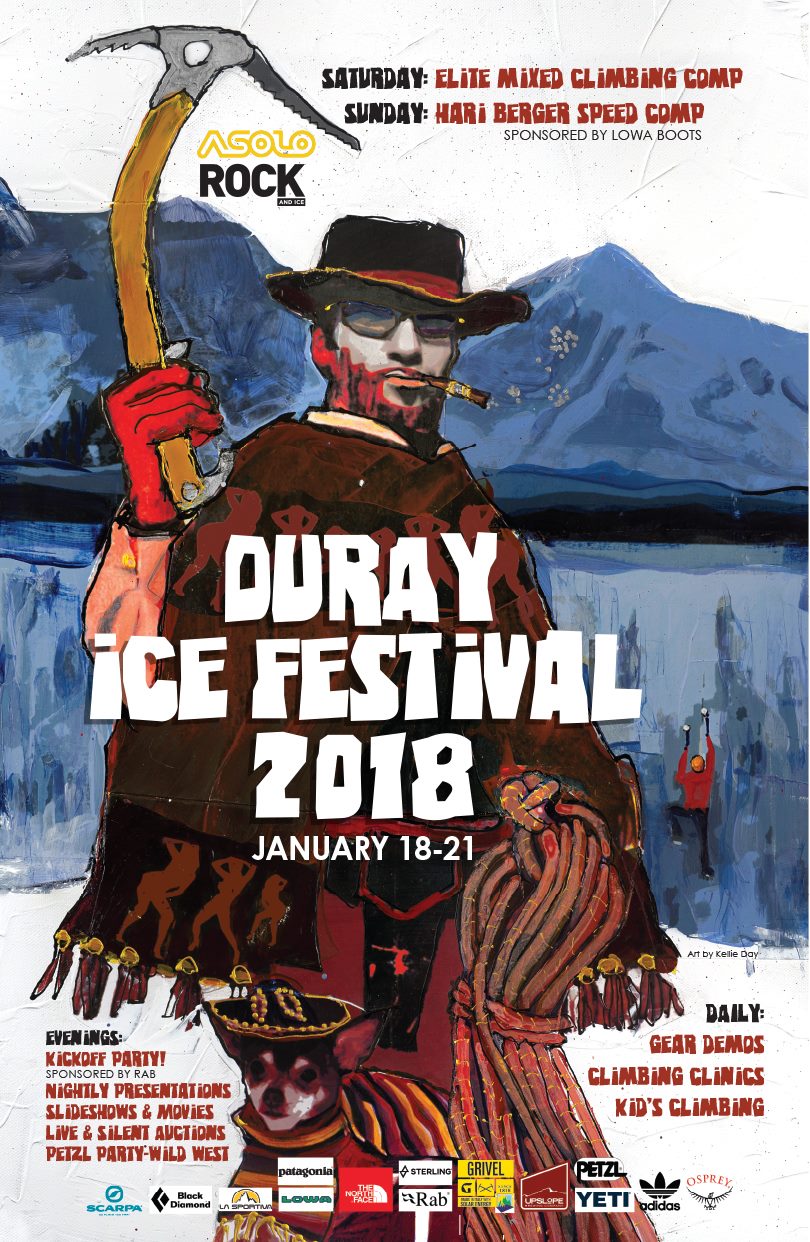 SATURDAY: ELITE MIXED CLIMBING COMP
SUNDAY: HARI BERGER SPEED COMP
SPONSORED BY LOWA BOOTS
ASOLO
ROCK
AND ICE
OURAY
ICE FESTIVAL
2018
JANUARY 18-21
Art by Kellie Day
EVENINGS:
KICKOFF PARTY!
SPONSORED BY RAB
NIGHTLY PRESENTATIONS
SLIDESHOWS & MOVIES
LIVE & SILENT AUCTIONS
PETZL PARTY-WILD WEST
DAILY:
GEAR DEMOS
CLIMBING CLINICS
KID'S CLIMBING
SCARPA
Black
Diamond
LA SPORTIVA
patagonia
LOWA
THE
NORTH
FACE
STERLING
Rab
GRIVEL
UPSLOPE
PETZL
YETI
adidas
OSPREY